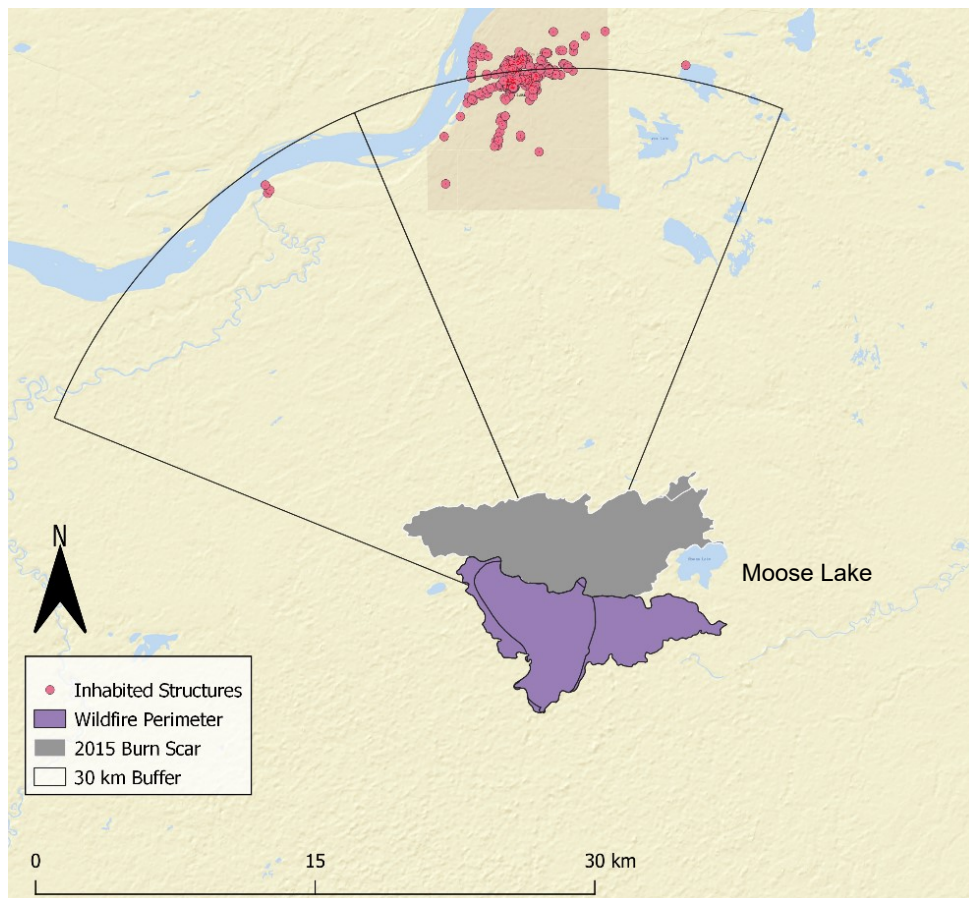 Moose Lake
N
Inhabited Structures
Wildfire Perimeter
2015 Burn Scar
30 km Buffer
0 15 30 km